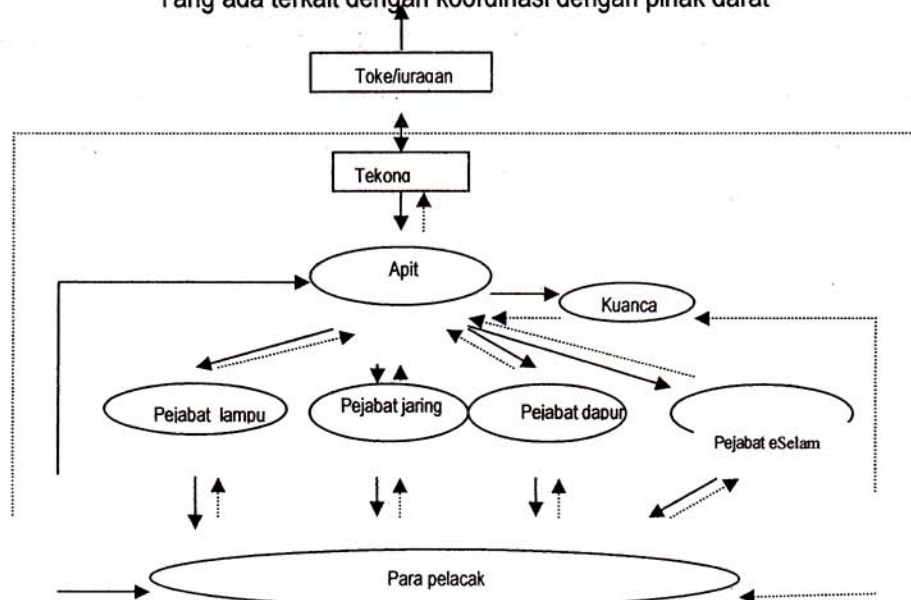 Yang ada terkait dengan koordinasi dengan pihak darat
Toke/juragan
Tekong
Apit
Kuanca
Pejabat lampu
Pejabat jaring
Pejabat dapur
Pejabat eSelam
Para pelacak